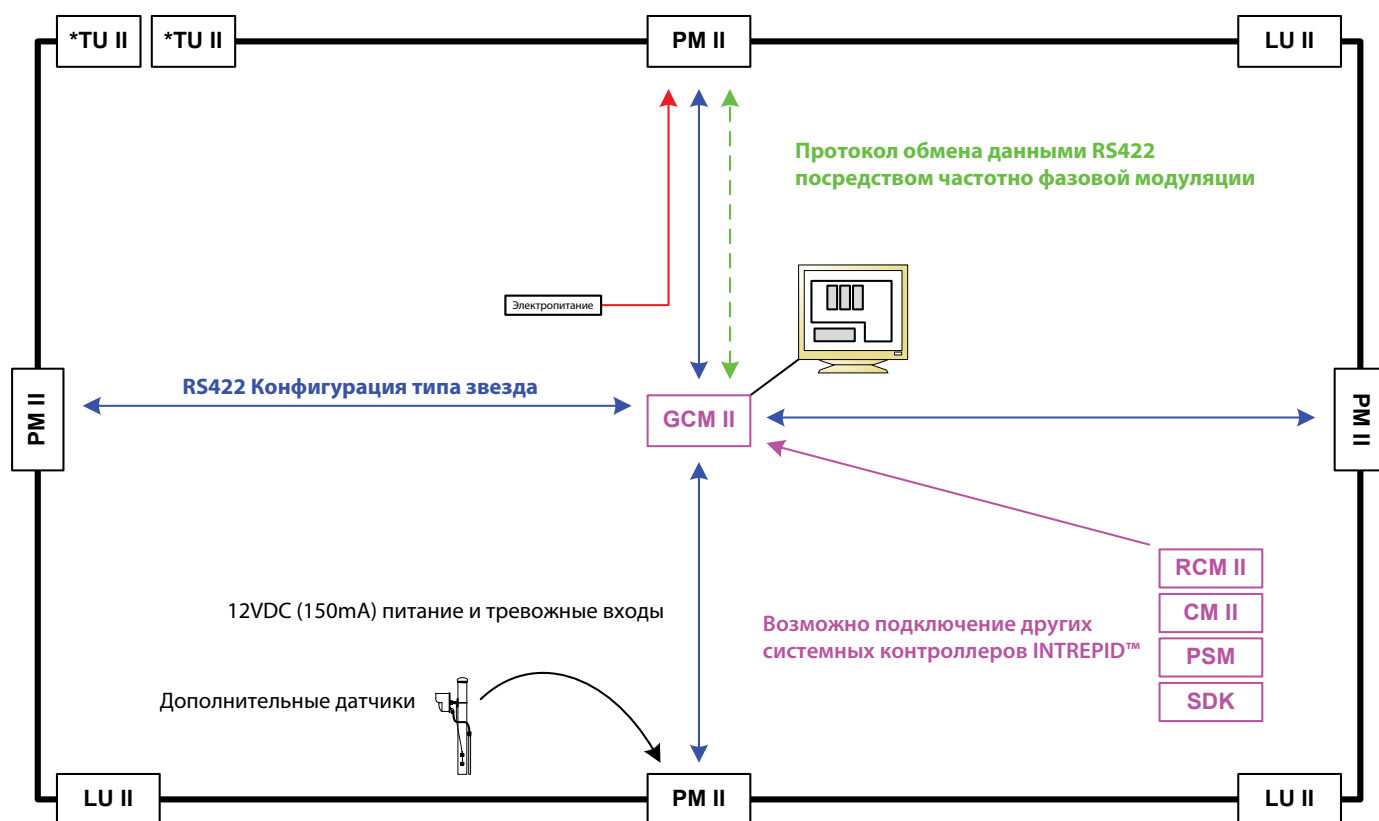 *TU II
*TU II
PM II
LU II
Протокол обмена данными RS422
посредством частотно фазовой модуляции
Электропитание
PM II
RS422 Конфигурация типа звезда
GCM II
PM II
RCM II
CM II
PSM
SDK
12VDC (150mA) питание и тревожные входы
Возможно подключение других
системных контроллеров INTREPID™
Дополнительные датчики
LU II
PM II
LU II